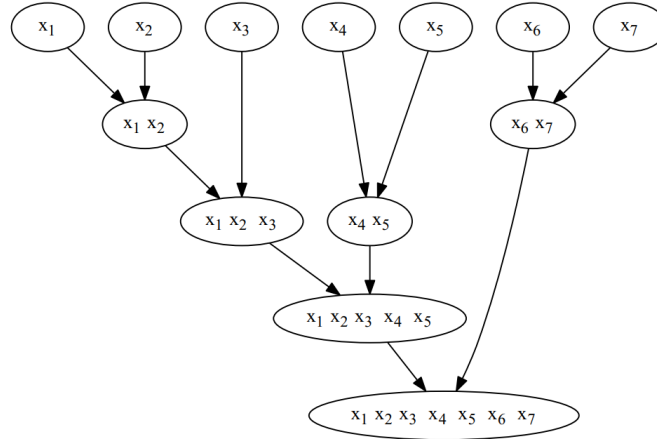 x₁ x₂ x₃ x₄ x₅ x₆ x₇
x₁ x₂ x₆ x₇
x₁ x₂ x₃ x₄ x₅
x₁ x₂ x₃ x₄ x₅
x₁ x₂ x₃ x₄ x₅ x₆ x₇